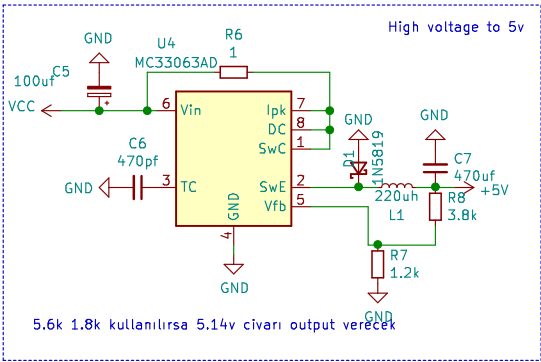 High voltage to 5v
GND
U4
R6
1
MC33063AD
C5
100uf
VCC
6
Vin
Ipk
7
DC
8
SwC
1
C6
470pf
GND
3
TC
SwE
2
Vfb
5
GND
4
GND
GND
D1
1N5819
GND
C7
470uf
+5V
220uh
L1
R8
3.8k
R7
1.2k
GND
5.6k 1.8k kullanılırsa 5.14v civarı output verecek